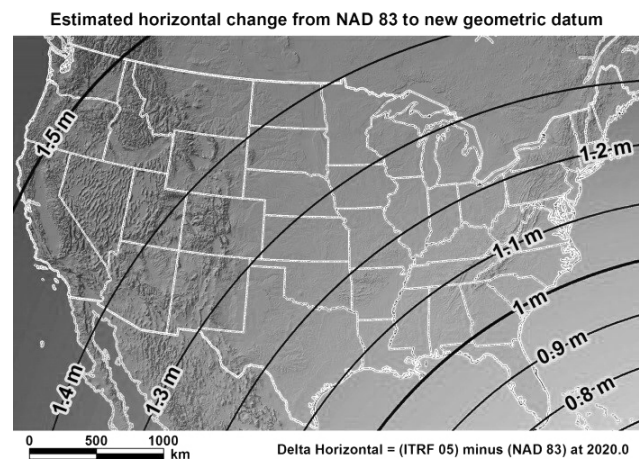 Estimated horizontal change from NAD 83 to new geometric datum
1.5 m
1.2 m
1.1 m
1 m
0.9 m
0.8 m
1.4 m
1.3 m
0 500 1000
km
Delta Horizontal = (ITRF 05) minus (NAD 83) at 2020.0